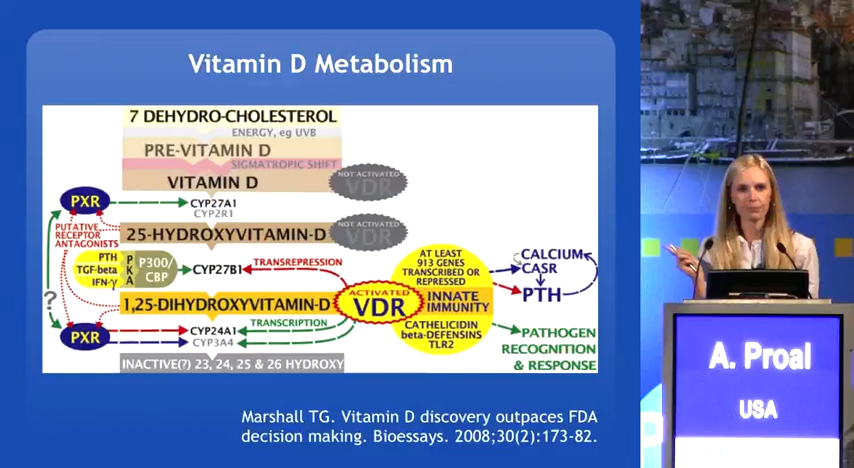 Vitamin D Metabolism
7 DEHYDRO-CHOLESTEROL
ENERGY, eg UVB
PRE-VITAMIN D
SIGMATROPIC SHIFT
VITAMIN D
NOT ACTIVATED
VDR
PXR
CYP27A1
CYP2R1
PUTATIVE
RECEPTOR
ANTAGONISTS
25-HYDROXYVITAMIN-D
NOT ACTIVATED
VDR
PTH
TGF-beta
IFN-γ
PKA
P300/
CBP
CYP27B1
TRANSREPRESSION
?
1,25-DIHYDROXYVITAMIN-D
ACTIVATED
VDR
AT LEAST
913 GENES
TRANSCRIBED OR
REPRESSED
INNATE
IMMUNITY
CATHELICIDIN
beta-DEFENSINS
TLR2
CALCIUM
CASR
PTH
PXR
CYP24A1
CYP3A4
TRANSCRIPTION
PATHOGEN
RECOGNITION
& RESPONSE
INACTIVE(?) 23, 24, 25 & 26 HYDROXY
Marshall TG. Vitamin D discovery outpaces FDA
decision making. Bioessays. 2008;30(2):173-82.
A. Proal
USA